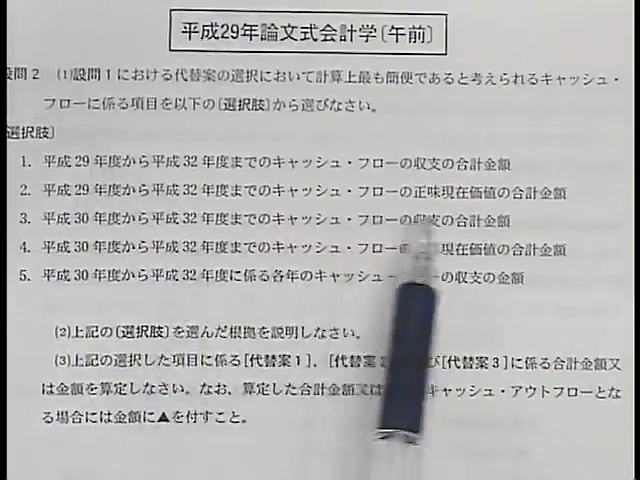 平成29年論文式会計学〔午前〕
問2 (1)設問1における代替案の選択において計算上最も簡便であると考えられるキャッシュ・
フローに係る項目を以下の〔選択肢〕から選びなさい。
選択肢〕
1. 平成29年度から平成32年度までのキャッシュ・フローの収支の合計金額
2. 平成29年度から平成32年度までのキャッシュ・フローの正味現在価値の合計金額
3. 平成30年度から平成32年度までのキャッシュ・フローの収支の合計金額
4. 平成30年度から平成32年度までのキャッシュ・フローの 現在価値の合計金額
5. 平成30年度から平成32年度に係る各年のキャッシュ・ ーの収支の金額
(2)上記の〔選択肢〕を選んだ根拠を説明しなさい。
(3)上記の選択した項目に係る[代替案1]、[代替案 び[代替案3]に係る合計金額又
は金額を算定しなさい。なお、算定した合計金額又は キャッシュ・アウトフローとな
る場合には金額に▲を付すこと。